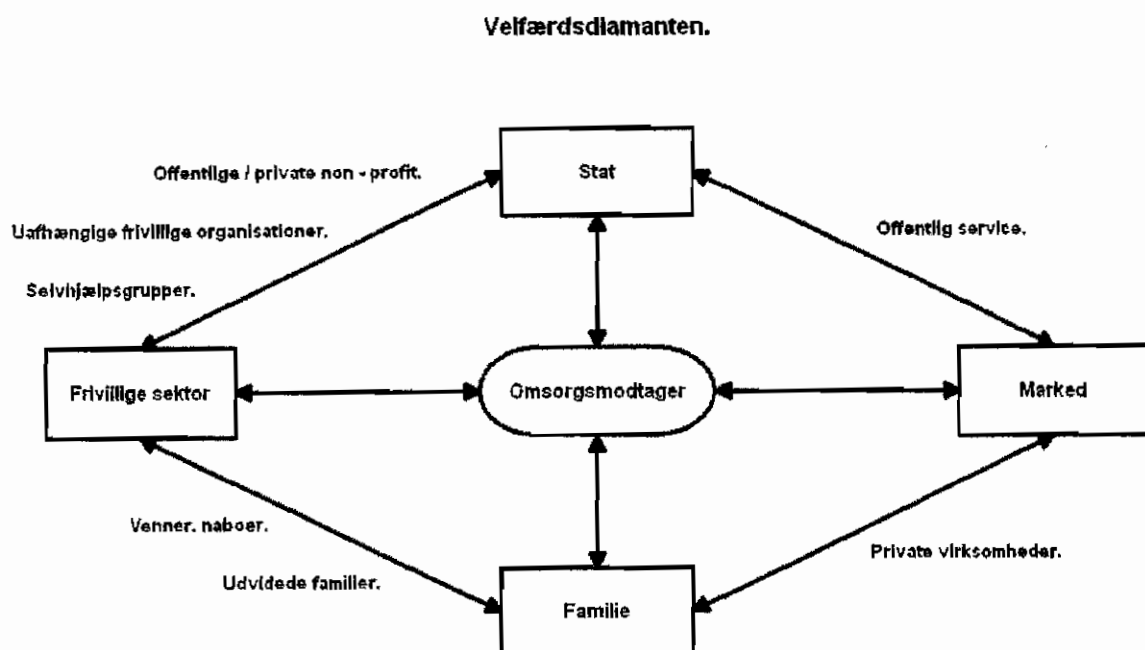 Velfærdsdiamanten.
Stat
Offentlige / private non - profit.
Uafhængige frivillige organisationer.
Offentlig service.
Selvhjælpsgrupper.
Frivillige sektor
Omsorgsmodtager
Marked
Venner. naboer.
Private virksomheder.
Udvidede familier.
Familie